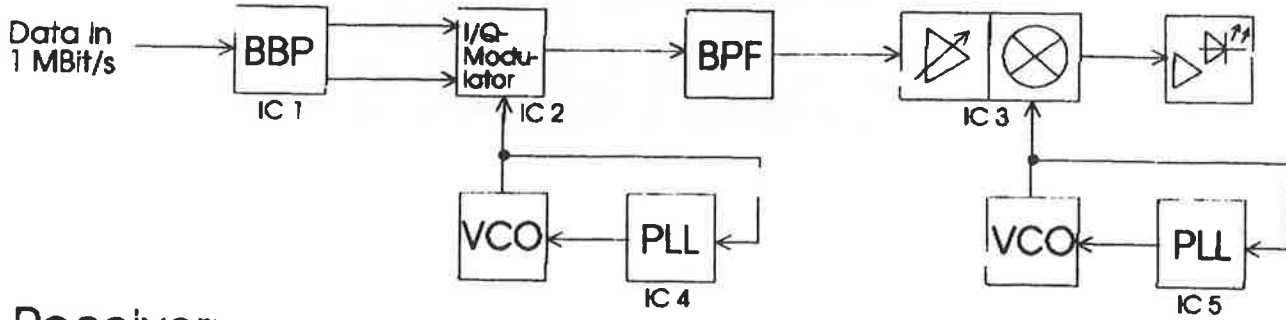 Data in
1 MBit/s
BBP
IC 1
I/Q-
Modu-
lator
IC 2
BPF
IC 3
VCO
PLL
IC 4
VCO
PLL
IC 5
Receiver